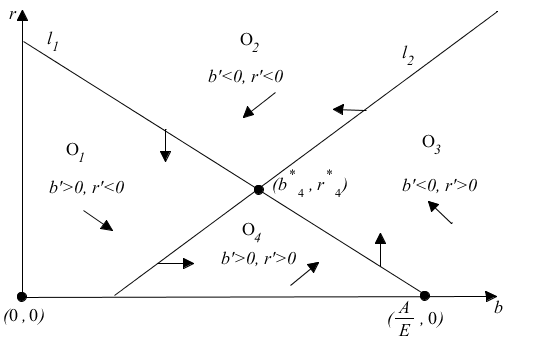 r
l₁
O₂
l₂
b'<0, r'<0
O₁
O₃
b'>0, r'<0
(b*₄, r*₄)
b'<0, r'>0
O₄
b'>0, r'>0
(0, 0)
(A/E, 0)
b